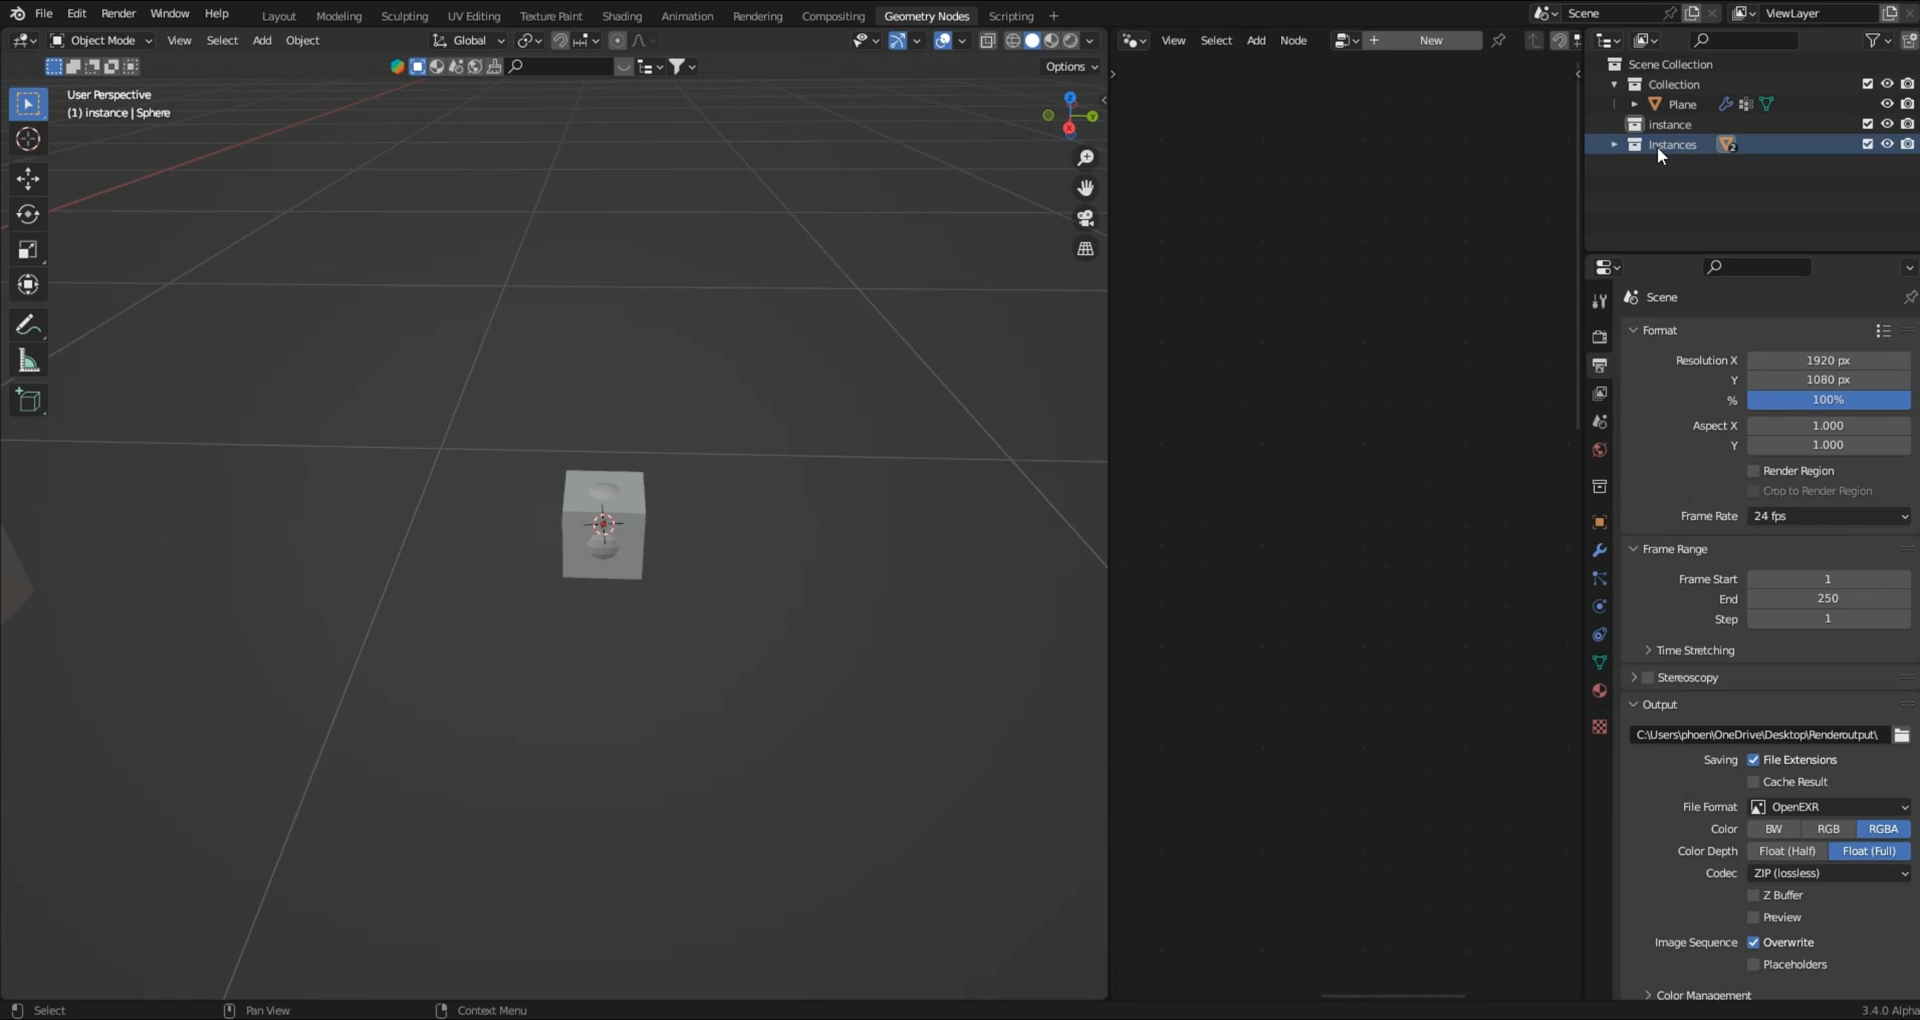 File Edit Render Window Help Layout Modeling Sculpting UV Editing Texture Paint Shading Animation Rendering Compositing Geometry Nodes Scripting + Scene ViewLayer
Object Mode View Select Add Object Global View Select Add Node + New
Options
User Perspective
(1) instance | Sphere
Z
Y
X
Scene Collection
Collection
Plane
instance
Instances 2
Scene
Format
Resolution X 1920 px
Y 1080 px
% 100%
Aspect X 1.000
Y 1.000
Render Region
Crop to Render Region
Frame Rate 24 fps
Frame Range
Frame Start 1
End 250
Step 1
Time Stretching
Stereoscopy
Output
C:\Users\phoen\OneDrive\Desktop\Renderoutput\
Saving File Extensions
Cache Result
File Format OpenEXR
Color BW RGB RGBA
Color Depth Float (Half) Float (Full)
Codec ZIP (lossless)
Z Buffer
Preview
Image Sequence Overwrite
Placeholders
Color Management
Select Pan View Context Menu 3.4.0 Alpha